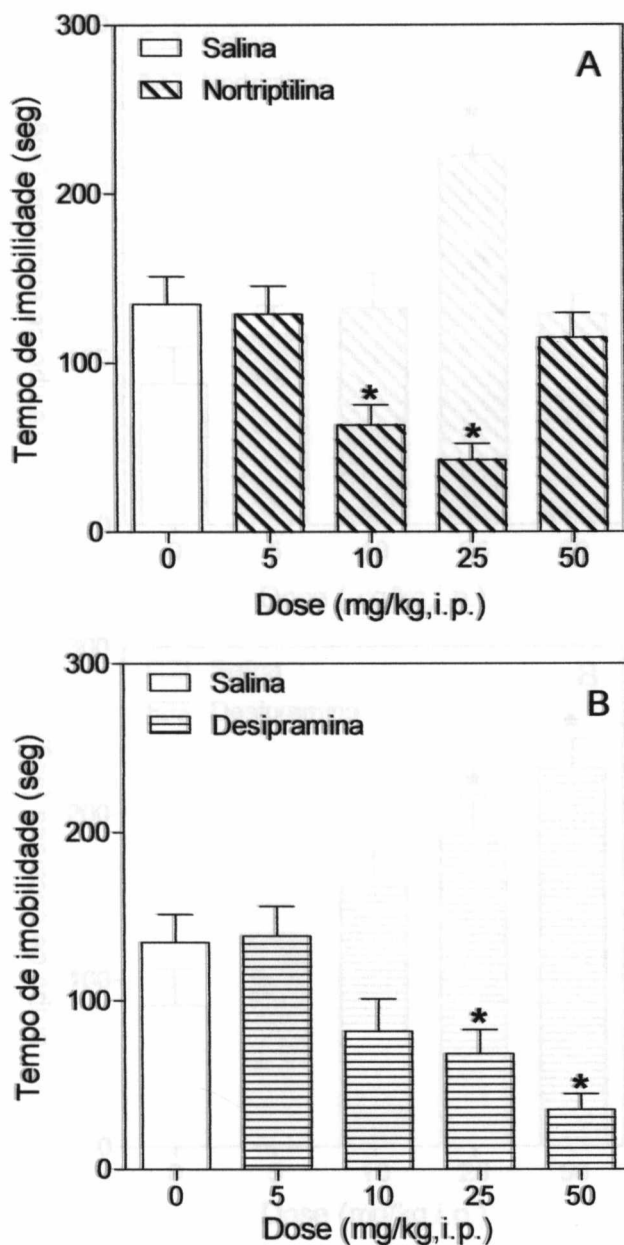 300
Salina
A
Nortriptilina
200
100
0
Tempo de imobilidade (seg)
*
*
0 5 10 25 50
Dose (mg/kg,i.p.)
300
Salina
B
Desipramina
200
100
0
Tempo de imobilidade (seg)
*
*
0 5 10 25 50
Dose (mg/kg,i.p.)